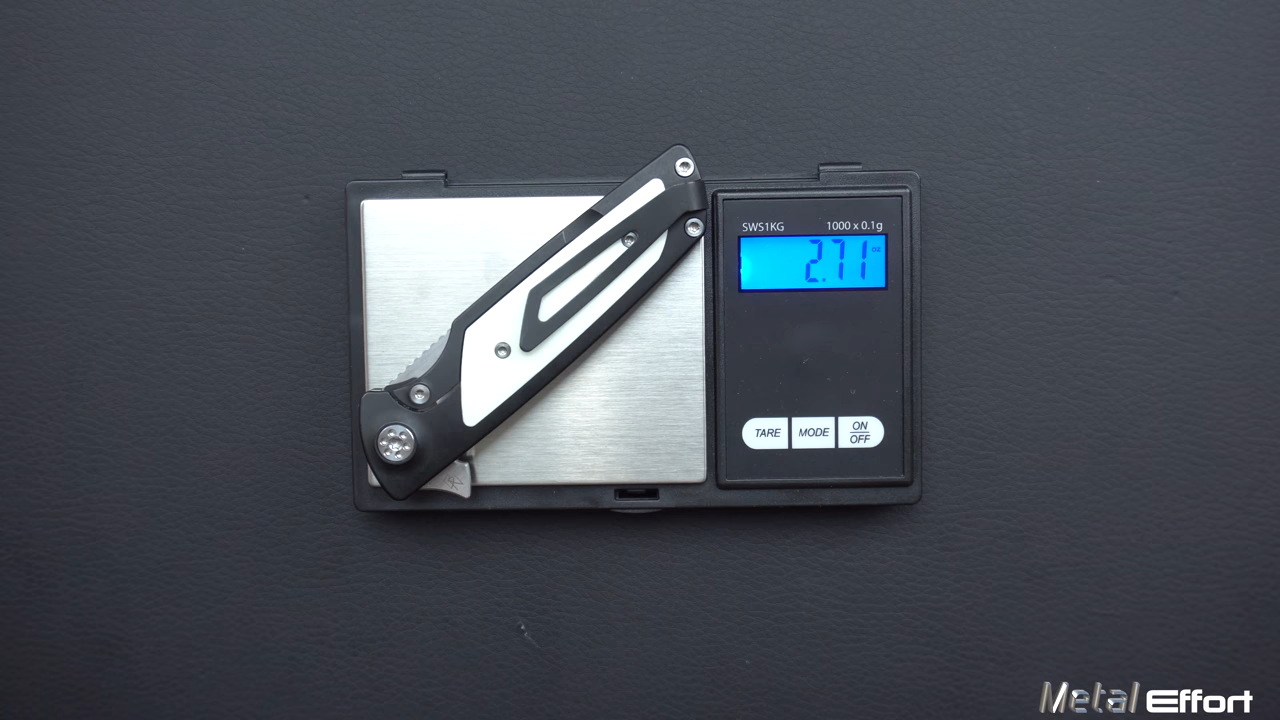 SWS1KG 1000 x 0.1g
2.71 oz
TARE MODE ON/OFF
Metal Effort